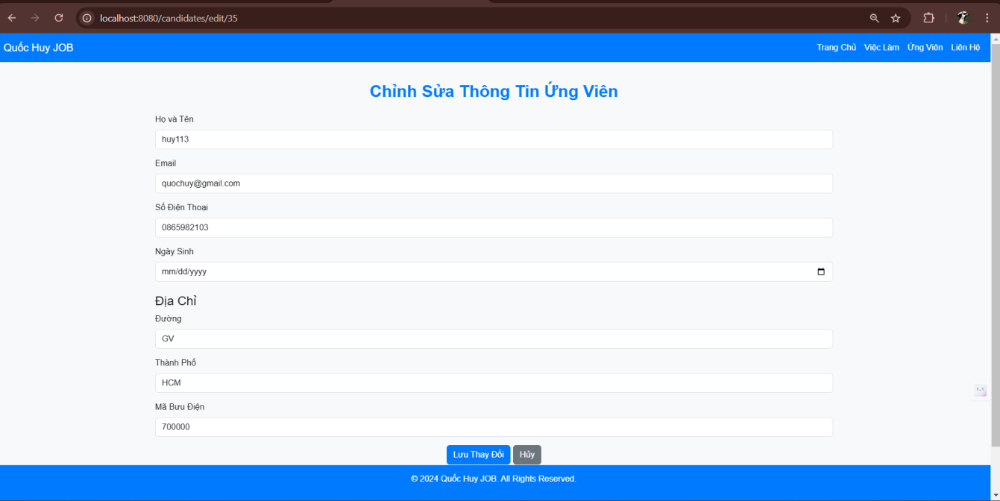 localhost:8080/candidates/edit/35
Quốc Huy JOB
Trang Chủ Việc Làm Ứng Viên Liên Hệ
Chỉnh Sửa Thông Tin Ứng Viên
Họ và Tên
huy113
Email
quochuy@gmail.com
Số Điện Thoại
0865982103
Ngày Sinh
mm/dd/yyyy
Địa Chỉ
Đường
GV
Thành Phố
HCM
Mã Bưu Điện
700000
Lưu Thay Đổi Hủy
© 2024 Quốc Huy JOB. All Rights Reserved.